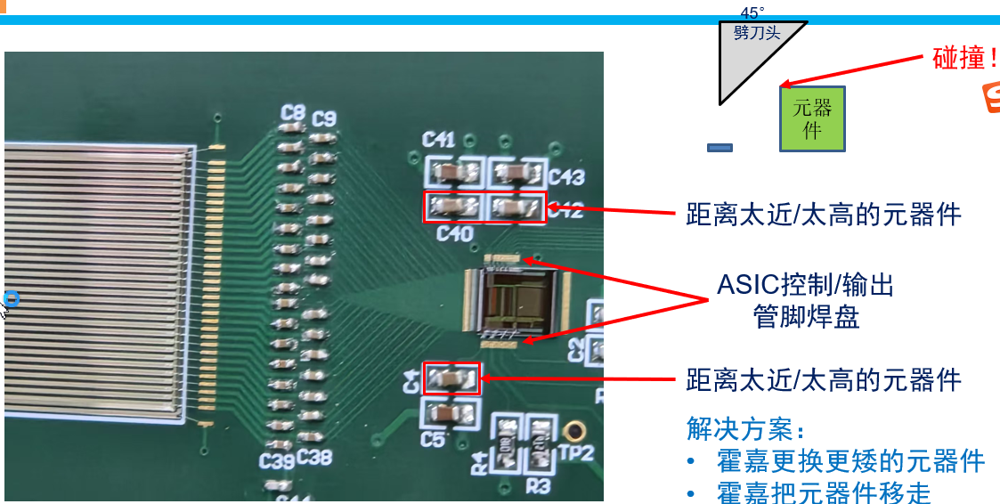 45°
劈刀头
碰撞！
元器
件
C8
C9
C41
C43
C42
C40
距离太近/太高的元器件
ASIC控制/输出
管脚焊盘
C2
C4
距离太近/太高的元器件
C5
解决方案：
R4
TP2
C39
C38
R3
• 霍嘉更换更矮的元器件
• 霍嘉把元器件移走